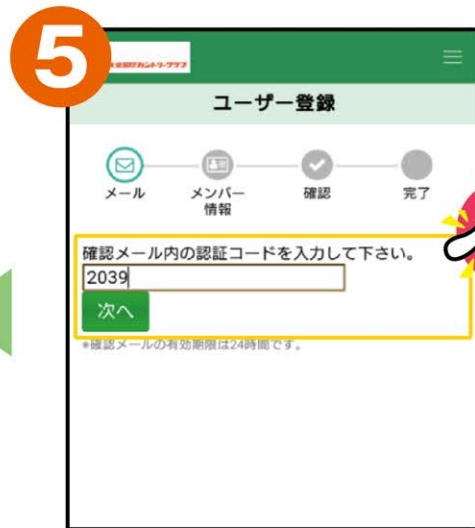 5
ユーザー登録
メール
メンバー
情報
確認
完了
確認メール内の認証コードを入力して下さい。
2039
次へ
*確認メールの有効期限は24時間です。